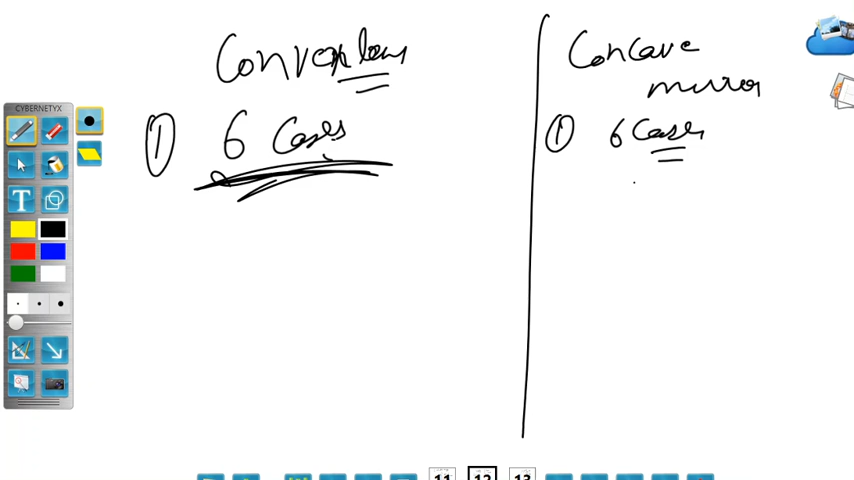 Convex lens
① 6 Cases
Concave
mirror
① 6 Cases
CYBERNETYX
T
11 12 13